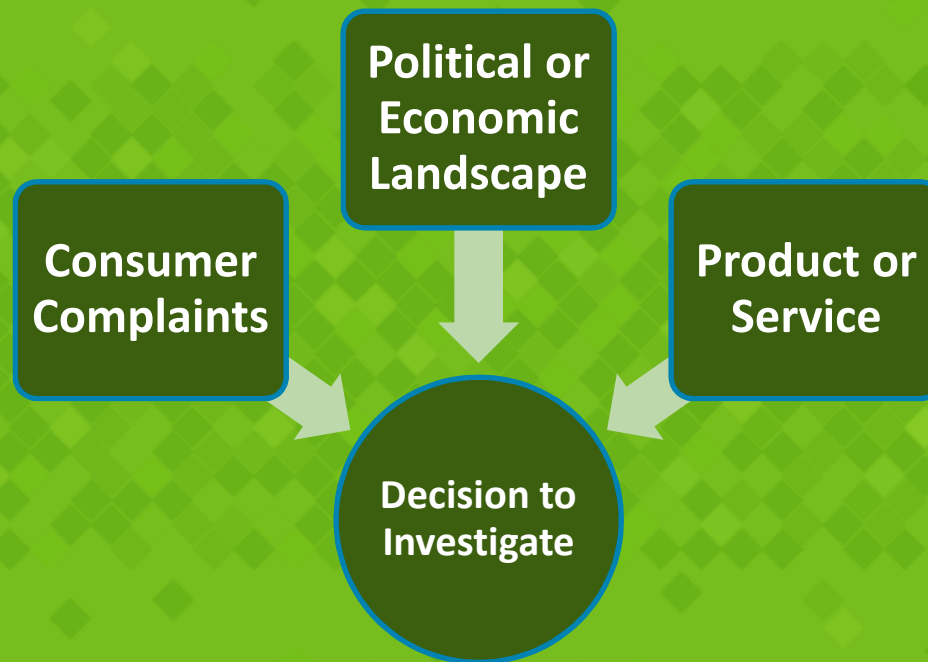 Political or
Economic
Landscape
Consumer
Complaints
Product or
Service
Decision to
Investigate